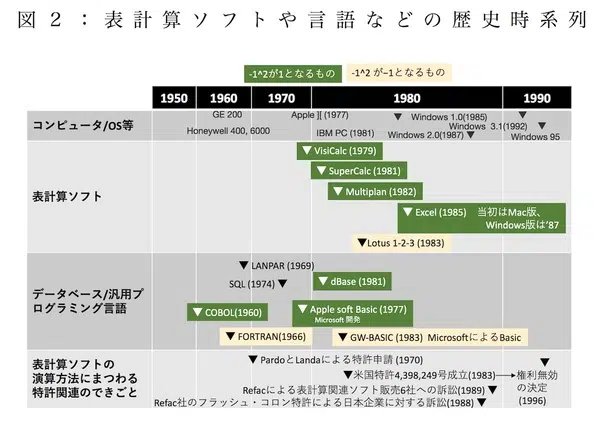 図２：表計算ソフトや言語などの歴史時系列
-1^2が1となるもの
-1^2 が−1となるもの
1950 1960 1970 1980 1990
コンピュータ/OS等
GE 200
Apple ][ (1977)
▼ Windows 1.0(1985) ▼
Honeywell 400, 6000
IBM PC (1981)
Windows 3.1(1992) ▼
Windows 2.0(1987) ▼
Windows 95
表計算ソフト
▼ VisiCalc (1979)
▼ SuperCalc (1981)
▼ Multiplan (1982)
▼ Excel (1985) 当初はMac版、
Windows版は'87
▼Lotus 1-2-3 (1983)
データベース/汎用プ
ログラミング言語
▼ LANPAR (1969)
SQL (1974) ▼
▼ dBase (1981)
▼ COBOL(1960)
▼ Apple soft Basic (1977)
Microsoft 開発
▼ FORTRAN(1966)
▼ GW-BASIC (1983) MicrosoftによるBasic
表計算ソフトの
演算方法にまつわる
特許関連のできごと
▼ PardoとLandaによる特許申請 (1970)
▼
▼米国特許4,398,249号成立(1983)→権利無効
の決定
(1996)
Refacによる表計算関連ソフト販売6社への訴訟(1989) ▼
Refac社のフラッシュ・コロン特許による日本企業に対する訴訟(1988) ▼